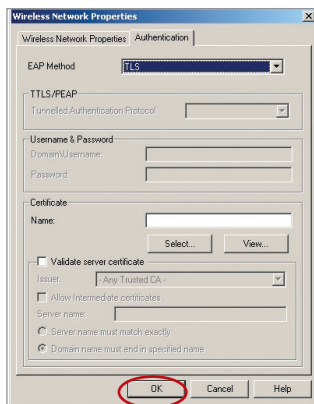 Wireless Network Properties
Wireless Network Properties Authentication
EAP Method TLS
TTLS/PEAP
Tunnelled Authentication Protocol
Username & Password
Domain\Username:
Password:
Certificate
Name:
Select... View...
Validate server certificate
Issuer: - Any Trusted CA -
Allow Intermediate certificates
Server name:
Server name must match exactly
Domain name must end in specified name
OK Cancel Help